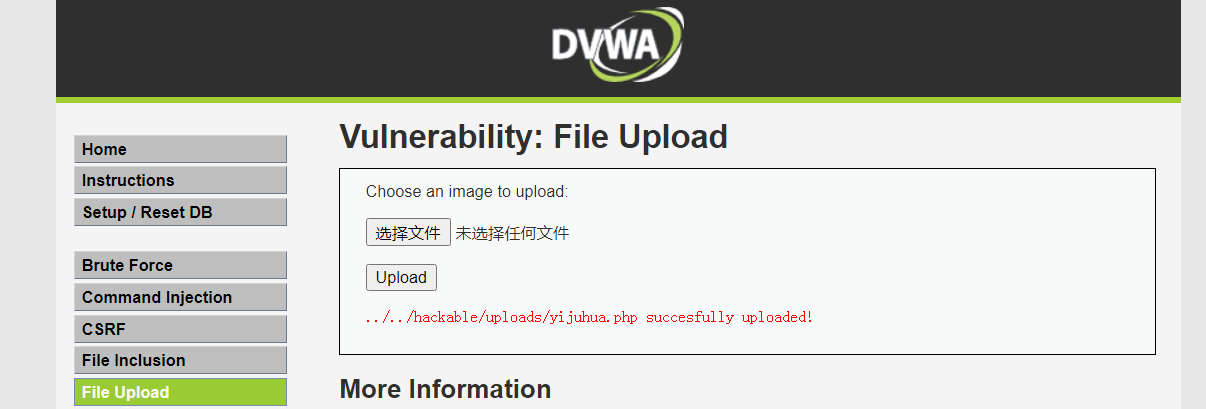 DVWA
Home
Instructions
Setup / Reset DB
Brute Force
Command Injection
CSRF
File Inclusion
File Upload
Vulnerability: File Upload
Choose an image to upload:
选择文件 未选择任何文件
Upload
../../hackable/uploads/yijuhua.php succesfully uploaded!
More Information